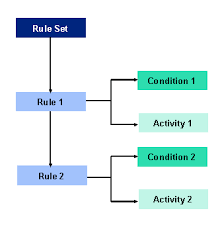 Rule Set
Condition 1
Rule 1
Activity 1
Condition 2
Rule 2
Activity 2